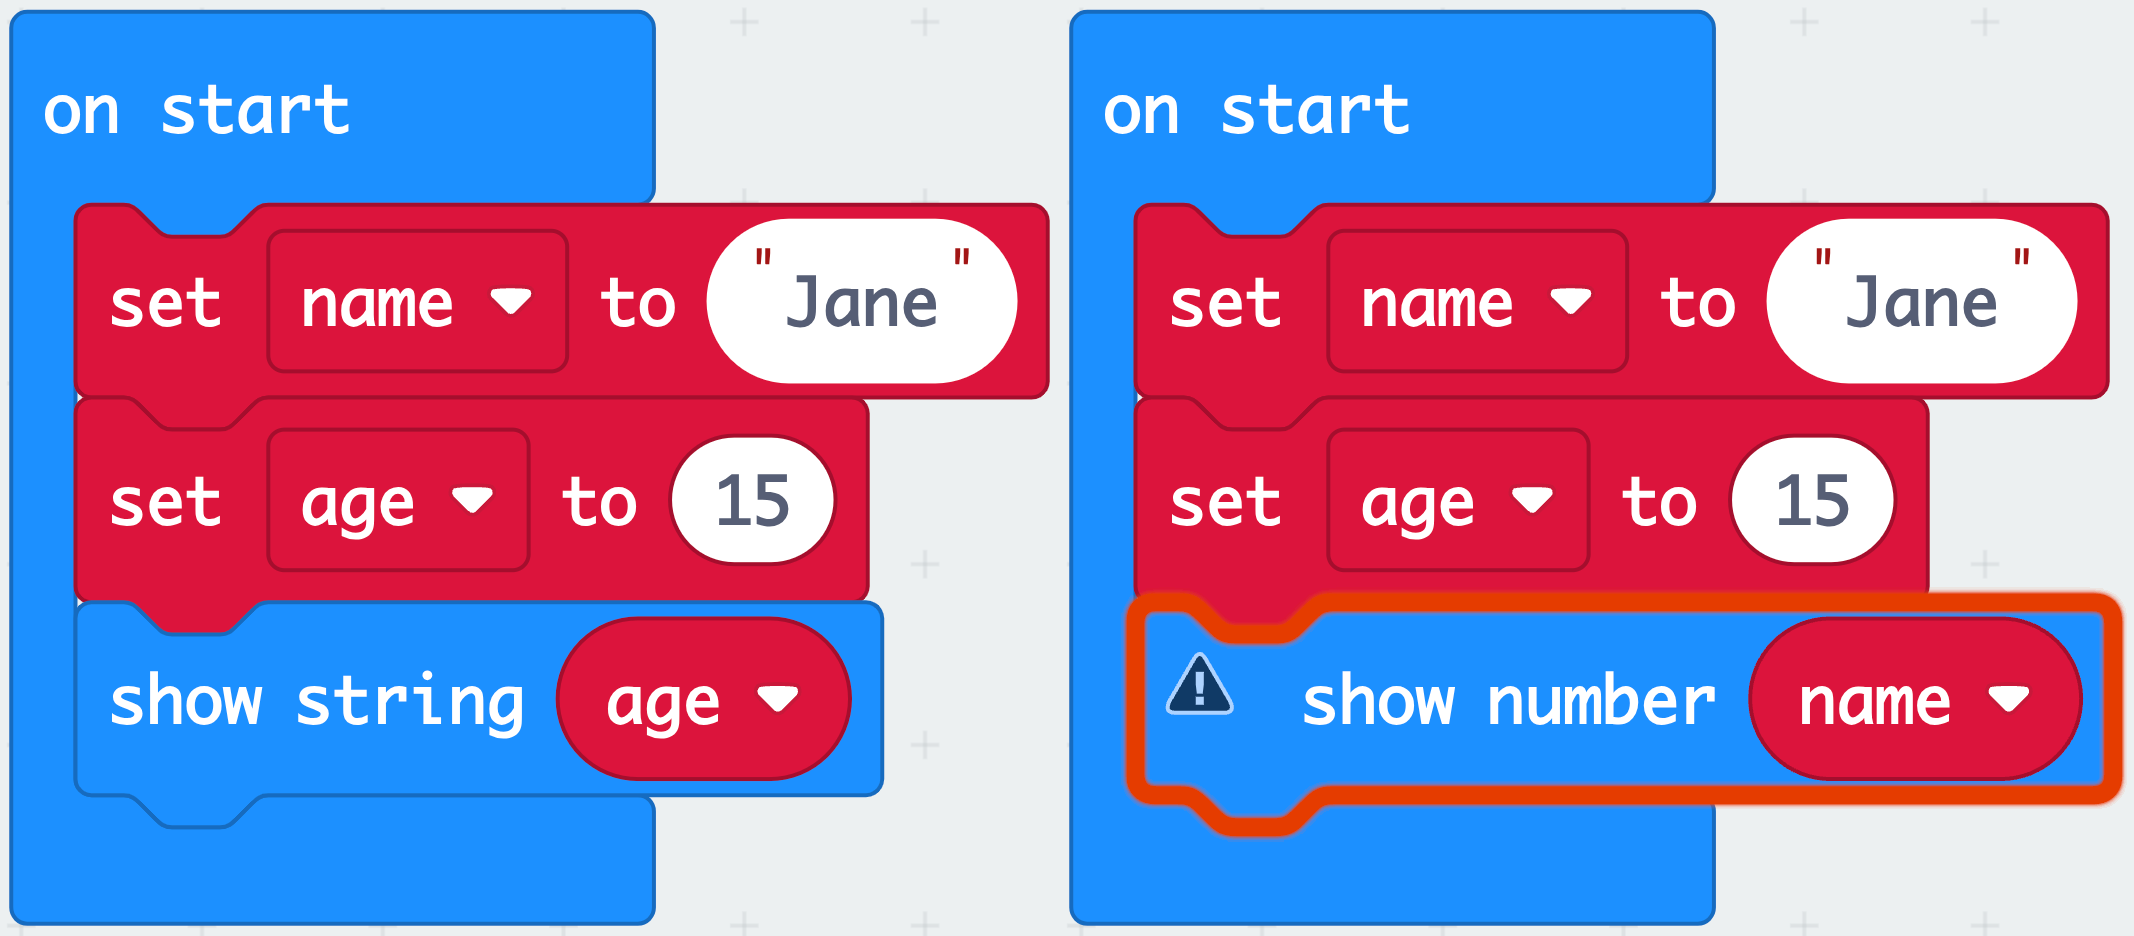 on start
set name to "Jane"
set age to 15
show string age
on start
set name to "Jane"
set age to 15
! show number name